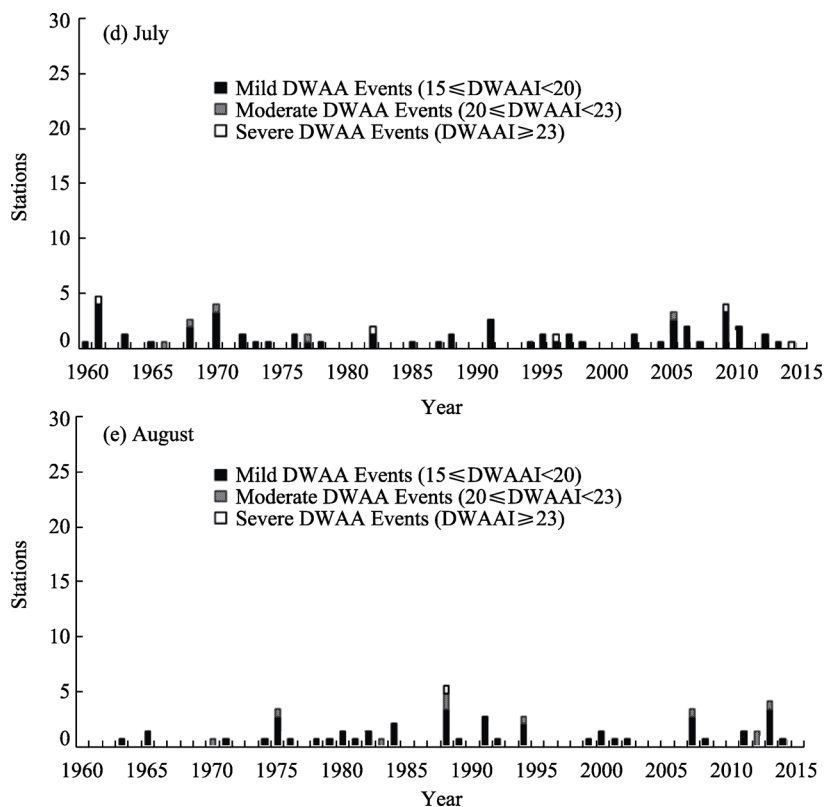 (d) July
Mild DWAA Events (15≤DWAAI<20)
Moderate DWAA Events (20≤DWAAI<23)
Severe DWAA Events (DWAAI≥23)
30
25
20
15
10
5
0
Stations
1960 1965 1970 1975 1980 1985 1990 1995 2000 2005 2010 2015
Year
(e) August
Mild DWAA Events (15≤DWAAI<20)
Moderate DWAA Events (20≤DWAAI<23)
Severe DWAA Events (DWAAI≥23)
30
25
20
15
10
5
0
Stations
1960 1965 1970 1975 1980 1985 1990 1995 2000 2005 2010 2015
Year